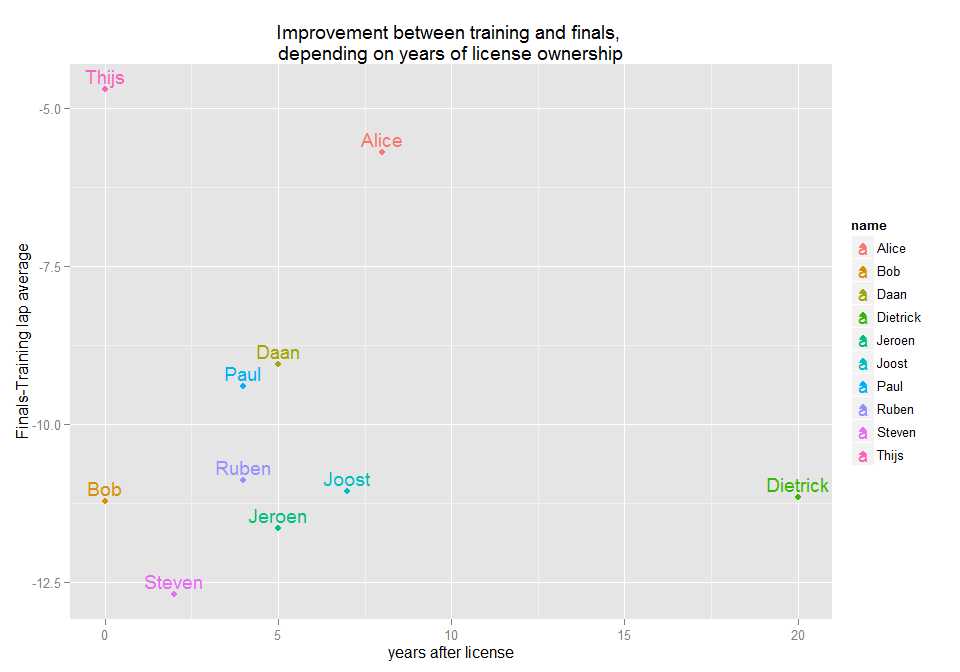 Improvement between training and finals,
depending on years of license ownership
Thijs
Alice
Daan
Paul
Ruben
Joost
Dietrick
Bob
Jeroen
Steven
-5.0
-7.5
-10.0
-12.5
Finals-Training lap average
0 5 10 15 20
years after license
name
a Alice
a Bob
a Daan
a Dietrick
a Jeroen
a Joost
a Paul
a Ruben
a Steven
a Thijs